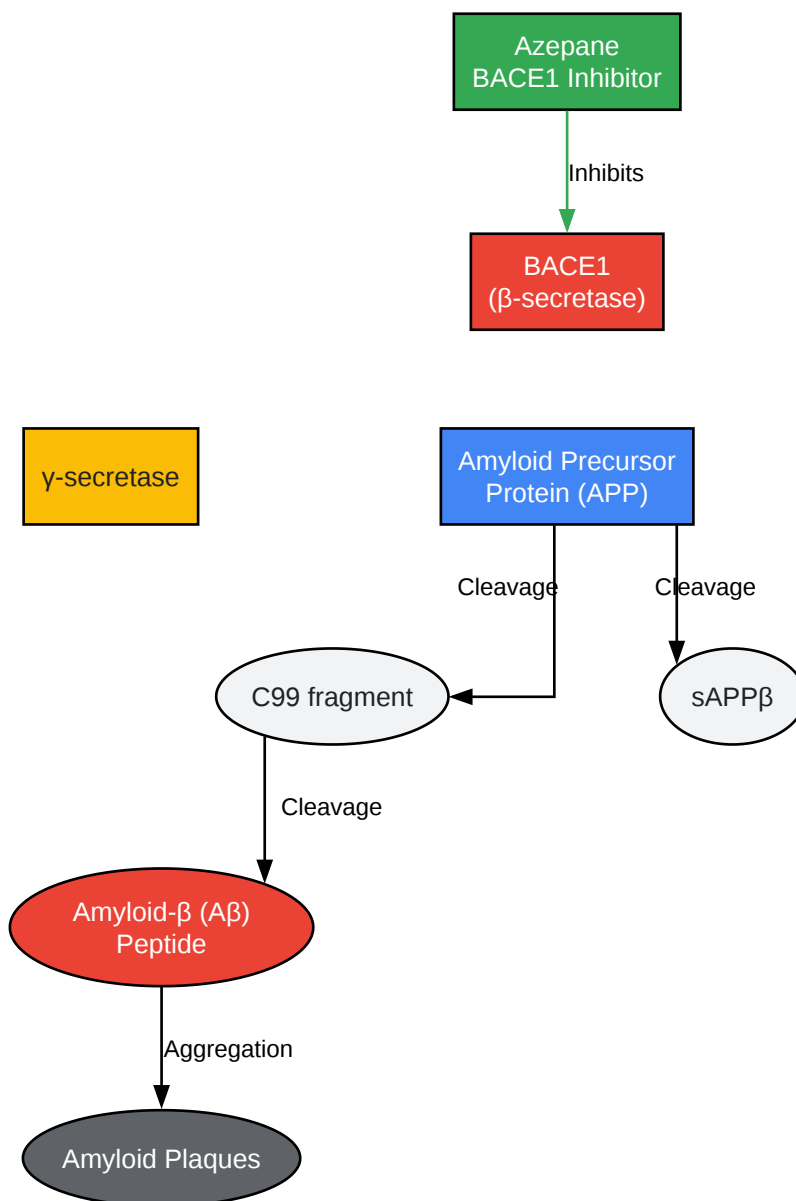 Azepane
BACE1 Inhibitor
Inhibits
BACE1
(β-secretase)
γ-secretase
Amyloid Precursor
Protein (APP)
Cleavage
Cleavage
C99 fragment
sAPPβ
Cleavage
Amyloid-β (Aβ)
Peptide
Aggregation
Amyloid Plaques